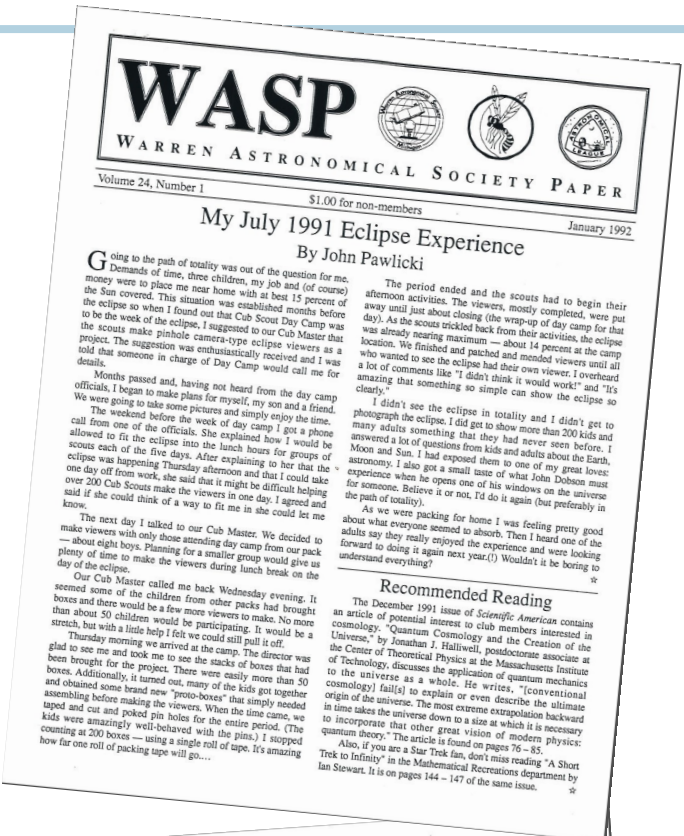 WASP
WARREN ASTRONOMICAL SOCIETY PAPER
Volume 24, Number 1
$1.00 for non-members
January 1992
My July 1991 Eclipse Experience
By John Pawlicki
Going to the path of totality was out of the question for me.
Demands of time, three children, my job and (of course)
money were to place me near home with at best 15 percent of
the Sun covered. This situation was established months before
the eclipse so when I found out that Cub Scout Day Camp was
to be the week of the eclipse, I suggested to our Cub Master that
the scouts make pinhole camera-type eclipse viewers as a
project. The suggestion was enthusiastically received and I was
told that someone in charge of Day Camp would call me for
details.
Months passed and, having not heard from the day camp
officials, I began to make plans for myself, my son and a friend.
We were going to take some pictures and simply enjoy the time.
The weekend before the week of day camp I got a phone
call from one of the officials. She explained how I would be
allowed to fit the eclipse into the lunch hours for groups of
scouts each of the five days. After explaining to her that the
eclipse was happening Thursday afternoon and that I could take
one day off from work, she said that it might be difficult helping
over 200 Cub Scouts make the viewers in one day. I agreed and
said if she could think of a way to fit me in she could let me
know.
The next day I talked to our Cub Master. We decided to
make viewers with only those attending day camp from our pack
— about eight boys. Planning for a smaller group would give us
plenty of time to make the viewers during lunch break on the
day of the eclipse.
Our Cub Master called me back Wednesday evening. It
seemed some of the children from other packs had brought
boxes and there would be a few more viewers to make. No more
than about 50 children would be participating. It would be a
stretch, but with a little help I felt we could still pull it off.
Thursday morning we arrived at the camp. The director was
glad to see me and took me to see the stacks of boxes that had
been brought for the project. There were easily more than 50
boxes. Additionally, it turned out, many of the kids got together
and obtained some brand new "proto-boxes" that simply needed
assembling before making the viewers. When the time came, we
taped and cut and poked pin holes for the entire period. (The
kids were amazingly well-behaved with the pins.) I stopped
counting at 200 boxes — using a single roll of tape. It's amazing
how far one roll of packing tape will go....
The period ended and the scouts had to begin their
afternoon activities. The viewers, mostly completed, were put
away until just about closing (the wrap-up of day camp for that
day). As the scouts trickled back from their activities, the eclipse
was already nearing maximum — about 14 percent at the camp
location. We finished and patched and mended viewers until all
who wanted to see the eclipse had their own viewer. I overheard
a lot of comments like "I didn't think it would work!" and "It's
amazing that something so simple can show the eclipse so
clearly."
I didn't see the eclipse in totality and I didn't get to
photograph the eclipse. I did get to show more than 200 kids and
many adults something that they had never seen before. I
answered a lot of questions from kids and adults about the Earth,
Moon and Sun. I had exposed them to one of my great loves:
astronomy. I also got a small taste of what John Dobson must
experience when he opens one of his windows on the universe
for someone. Believe it or not, I'd do it again (but preferably in
the path of totality).
As we were packing for home I was feeling pretty good
about what everyone seemed to absorb. Then I heard one of the
adults say they really enjoyed the experience and were looking
forward to doing it again next year.(!) Wouldn't it be boring to
understand everything?
☆
Recommended Reading
The December 1991 issue of Scientific American contains
an article of potential interest to club members interested in
cosmology. "Quantum Cosmology and the Creation of the
Universe," by Jonathan J. Halliwell, postdoctorate associate at
the Center of Theoretical Physics at the Massachusetts Institute
of Technology, discusses the application of quantum mechanics
to the universe as a whole. He writes, "[conventional
cosmology] fail[s] to explain or even describe the ultimate
origin of the universe. The most extreme extrapolation backward
in time takes the universe down to a size at which it is necessary
to incorporate that other great vision of modern physics:
quantum theory." The article is found on pages 76 – 85.
Also, if you are a Star Trek fan, don't miss reading "A Short
Trek to Infinity" in the Mathematical Recreations department by
Ian Stewart. It is on pages 144 – 147 of the same issue.
☆